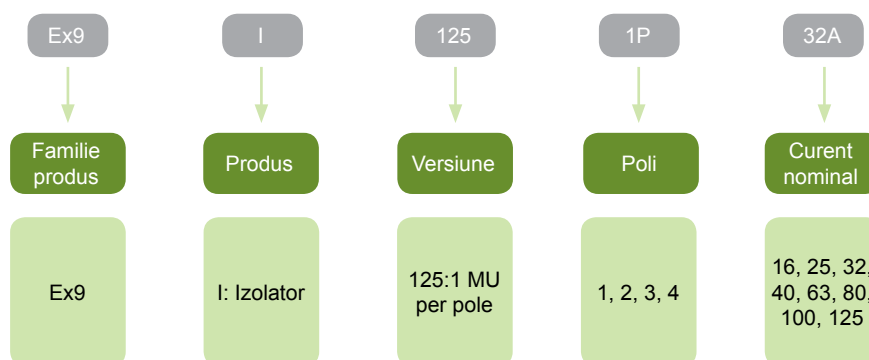 Ex9
I
125
1P
32A
Familie
produs
Produs
Versiune
Poli
Curent
nominal
Ex9
I: Izolator
125:1 MU
per pole
1, 2, 3, 4
16, 25, 32,
40, 63, 80,
100, 125